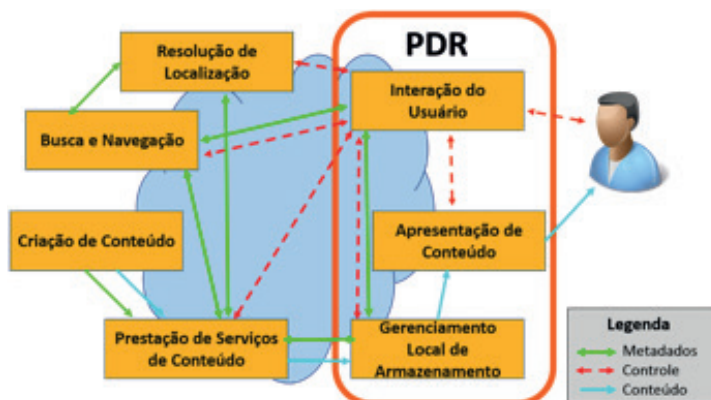 PDR
Resolução de
Localização
Interação do
Usuário
Busca e Navegação
Criação de Conteúdo
Apresentação de
Conteúdo
Prestação de Serviços
de Conteúdo
Gerenciamento
Local de
Armazenamento
Legenda
Metadados
Controle
Conteúdo